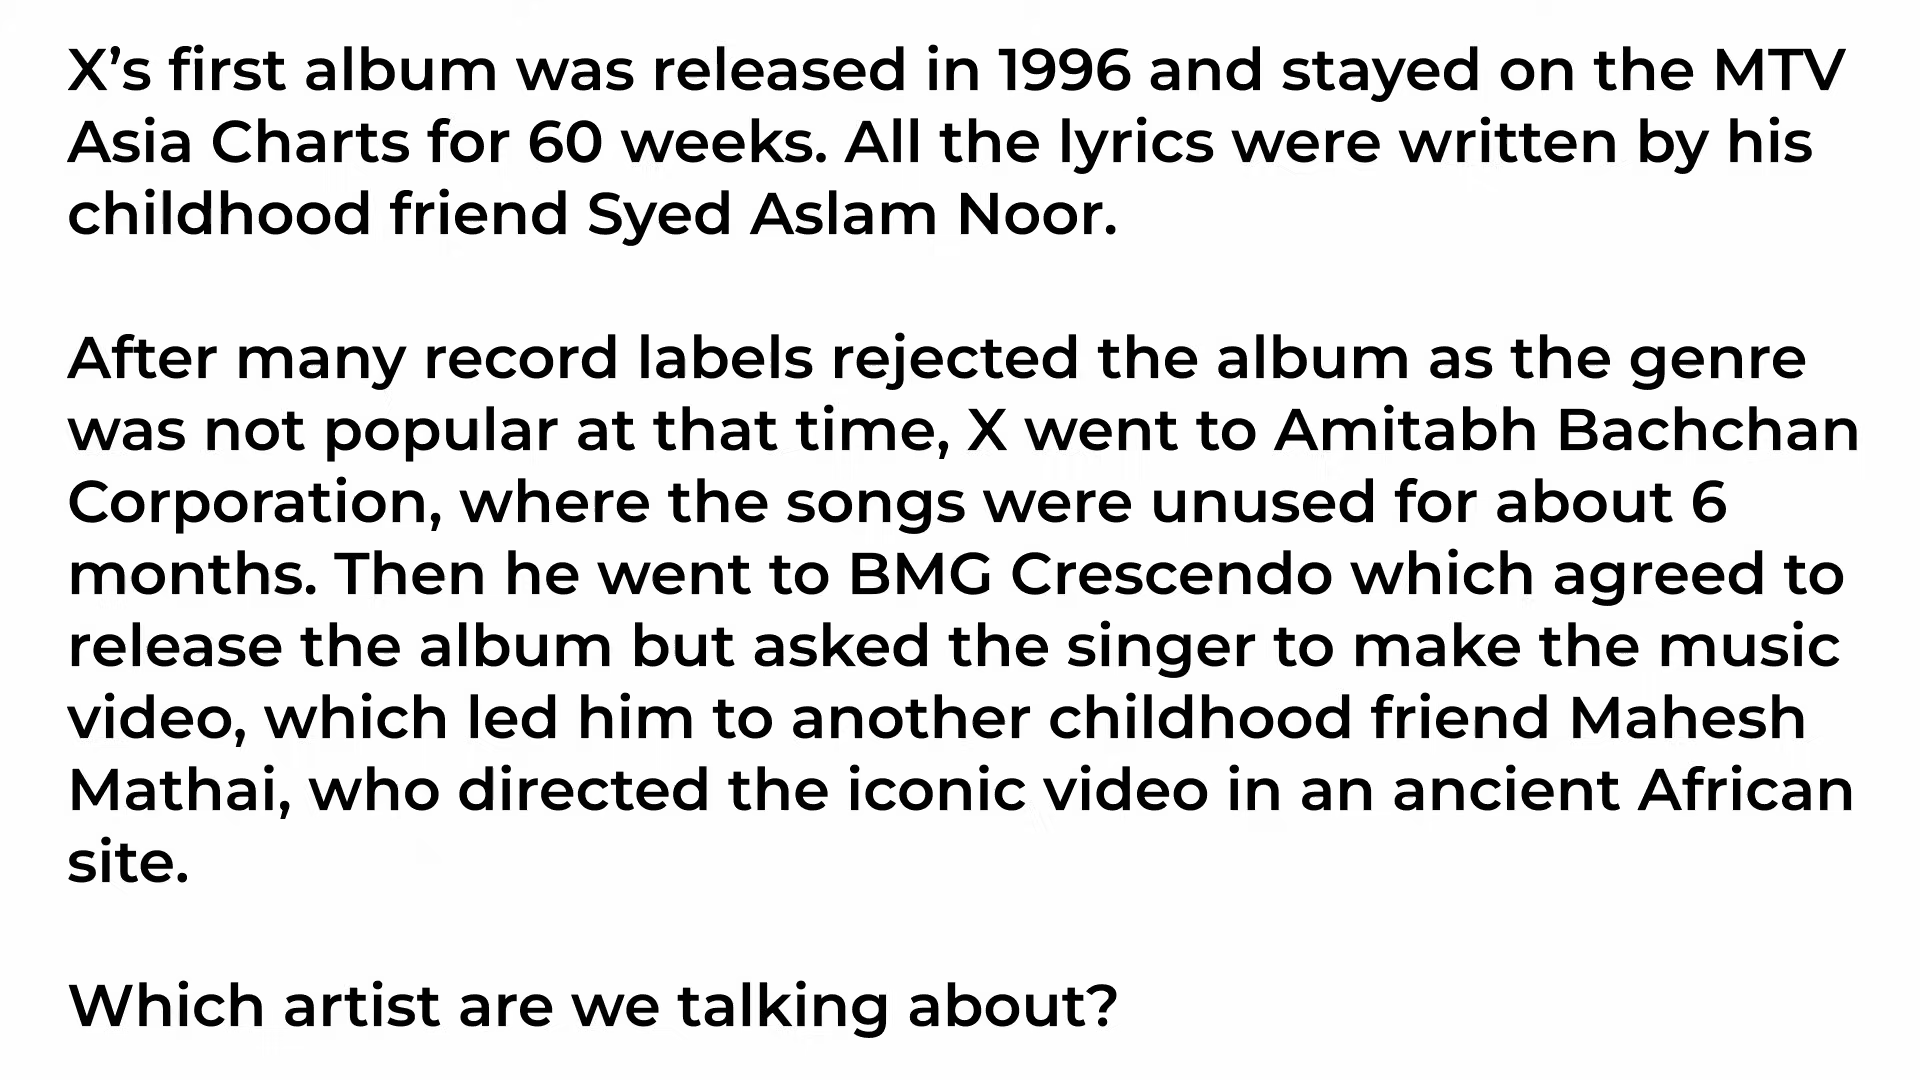 X’s first album was released in 1996 and stayed on the MTV
Asia Charts for 60 weeks. All the lyrics were written by his
childhood friend Syed Aslam Noor.
After many record labels rejected the album as the genre
was not popular at that time, X went to Amitabh Bachchan
Corporation, where the songs were unused for about 6
months. Then he went to BMG Crescendo which agreed to
release the album but asked the singer to make the music
video, which led him to another childhood friend Mahesh
Mathai, who directed the iconic video in an ancient African
site.
Which artist are we talking about?